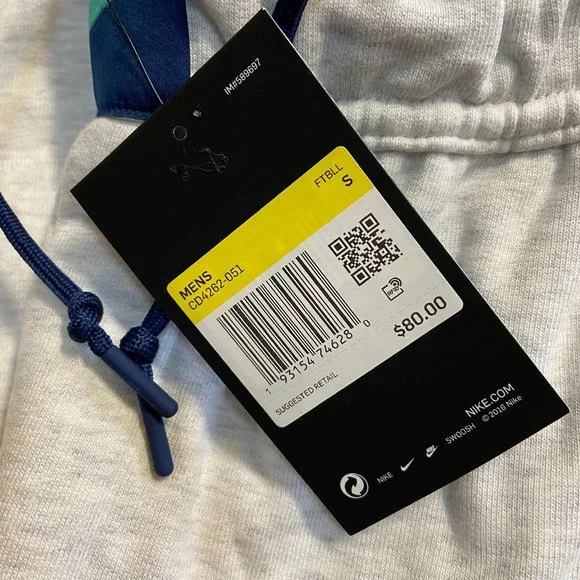 IM#589697
FTBLL
MENS S
CD4262-051
1 93154 74628 0
SUGGESTED RETAIL
$80.00
NIKE.COM
NIKE SWOOSH © 2016 Nike